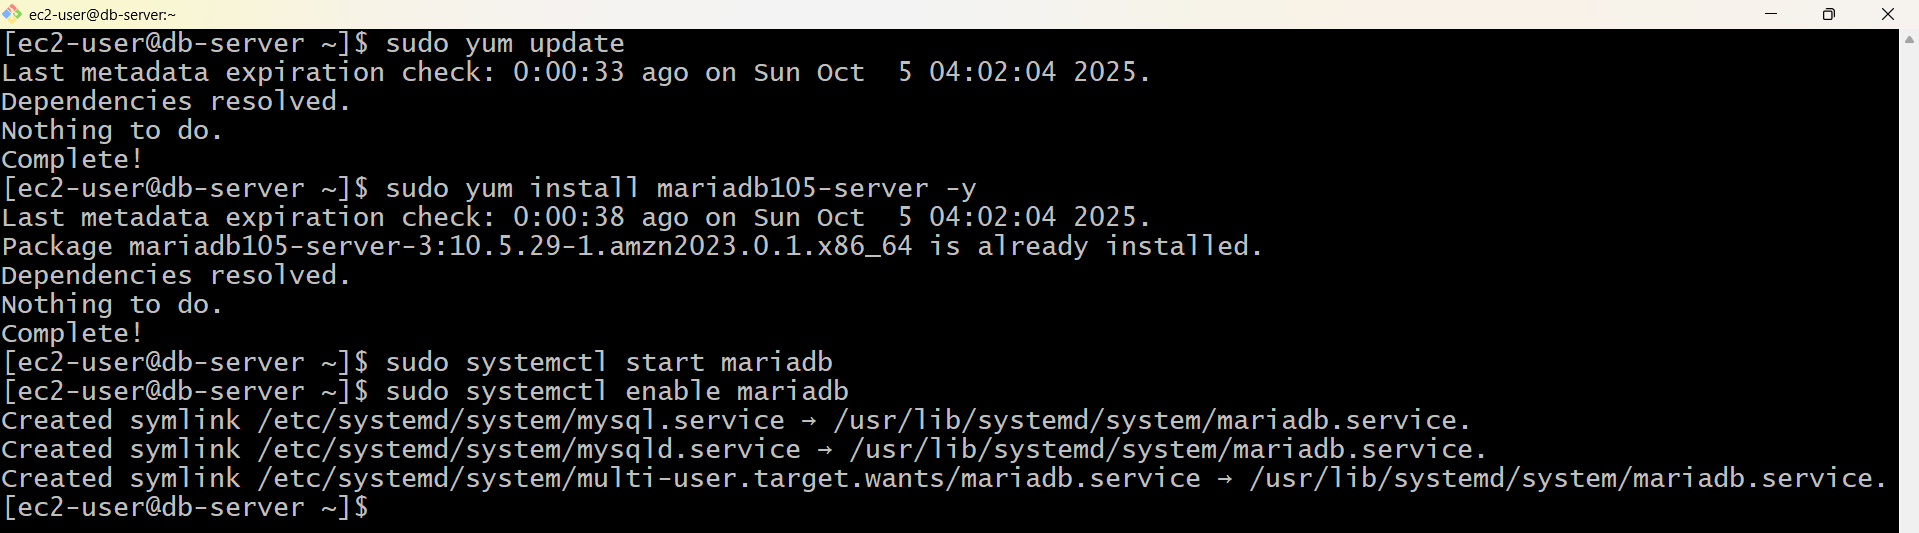 ec2-user@db-server:~
[ec2-user@db-server ~]$ sudo yum update
Last metadata expiration check: 0:00:33 ago on Sun Oct  5 04:02:04 2025.
Dependencies resolved.
Nothing to do.
Complete!
[ec2-user@db-server ~]$ sudo yum install mariadb105-server -y
Last metadata expiration check: 0:00:38 ago on Sun Oct  5 04:02:04 2025.
Package mariadb105-server-3:10.5.29-1.amzn2023.0.1.x86_64 is already installed.
Dependencies resolved.
Nothing to do.
Complete!
[ec2-user@db-server ~]$ sudo systemctl start mariadb
[ec2-user@db-server ~]$ sudo systemctl enable mariadb
Created symlink /etc/systemd/system/mysql.service → /usr/lib/systemd/system/mariadb.service.
Created symlink /etc/systemd/system/mysqld.service → /usr/lib/systemd/system/mariadb.service.
Created symlink /etc/systemd/system/multi-user.target.wants/mariadb.service → /usr/lib/systemd/system/mariadb.service.
[ec2-user@db-server ~]$